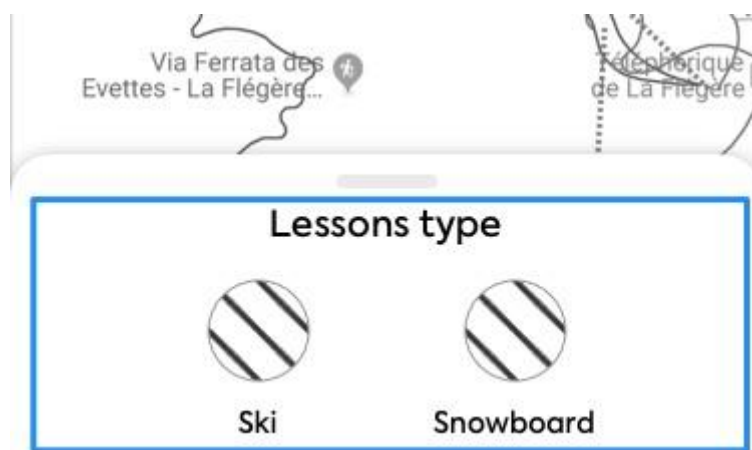 Via Ferrata des
Evettes - La Flégère...
Téléphérique
de La Flégère
Lessons type
Ski
Snowboard